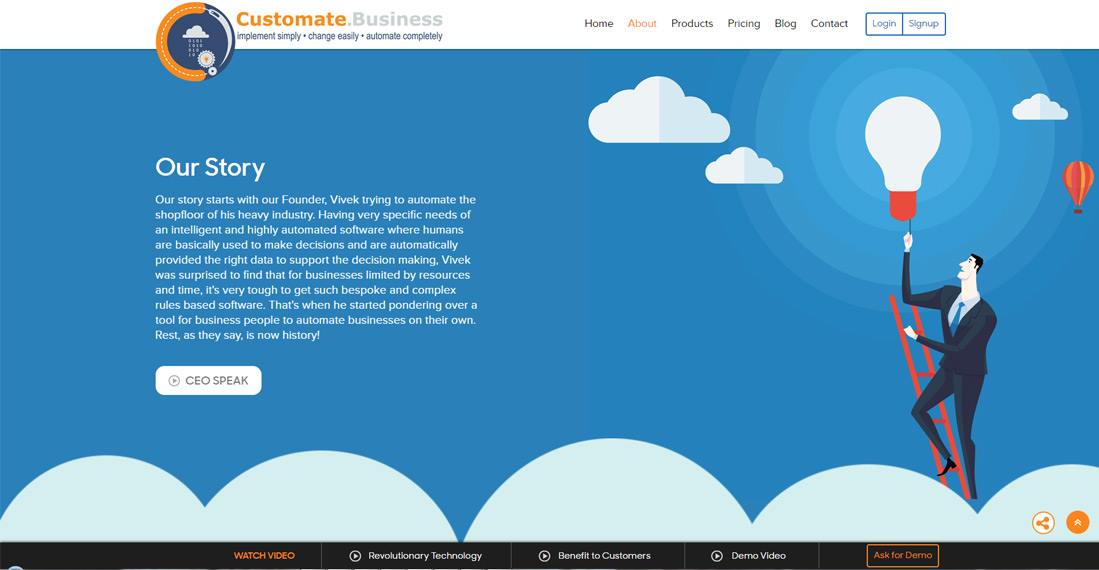 Customate.Business
implement simply • change easily • automate completely
Home About Products Pricing Blog Contact Login Signup
Our Story
Our story starts with our Founder, Vivek trying to automate the
shopfloor of his heavy industry. Having very specific needs of
an intelligent and highly automated software where humans
are basically used to make decisions and are automatically
provided the right data to support the decision making, Vivek
was surprised to find that for businesses limited by resources
and time, it's very tough to get such bespoke and complex
rules based software. That's when he started pondering over a
tool for business people to automate businesses on their own.
Rest, as they say, is now history!
CEO SPEAK
WATCH VIDEO Revolutionary Technology Benefit to Customers Demo Video Ask for Demo